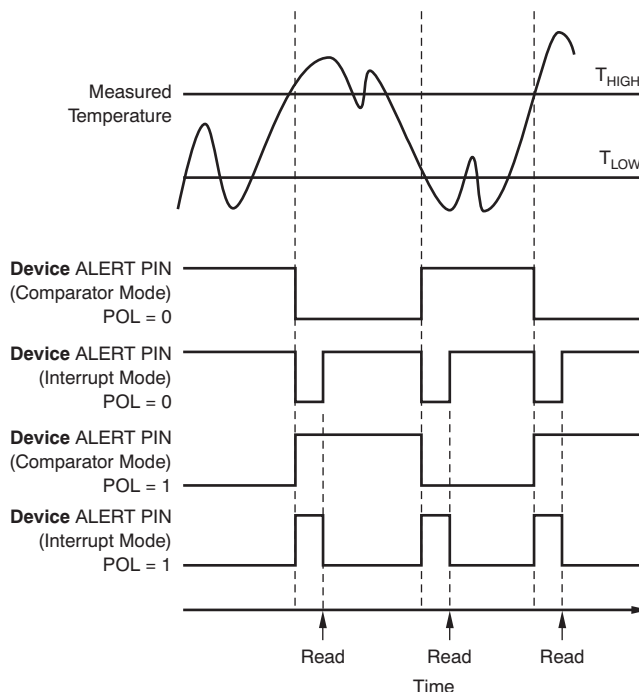 Measured
Temperature
THIGH
TLOW
Device ALERT PIN
(Comparator Mode)
POL = 0
Device ALERT PIN
(Interrupt Mode)
POL = 0
Device ALERT PIN
(Comparator Mode)
POL = 1
Device ALERT PIN
(Interrupt Mode)
POL = 1
Read Read Read
Time